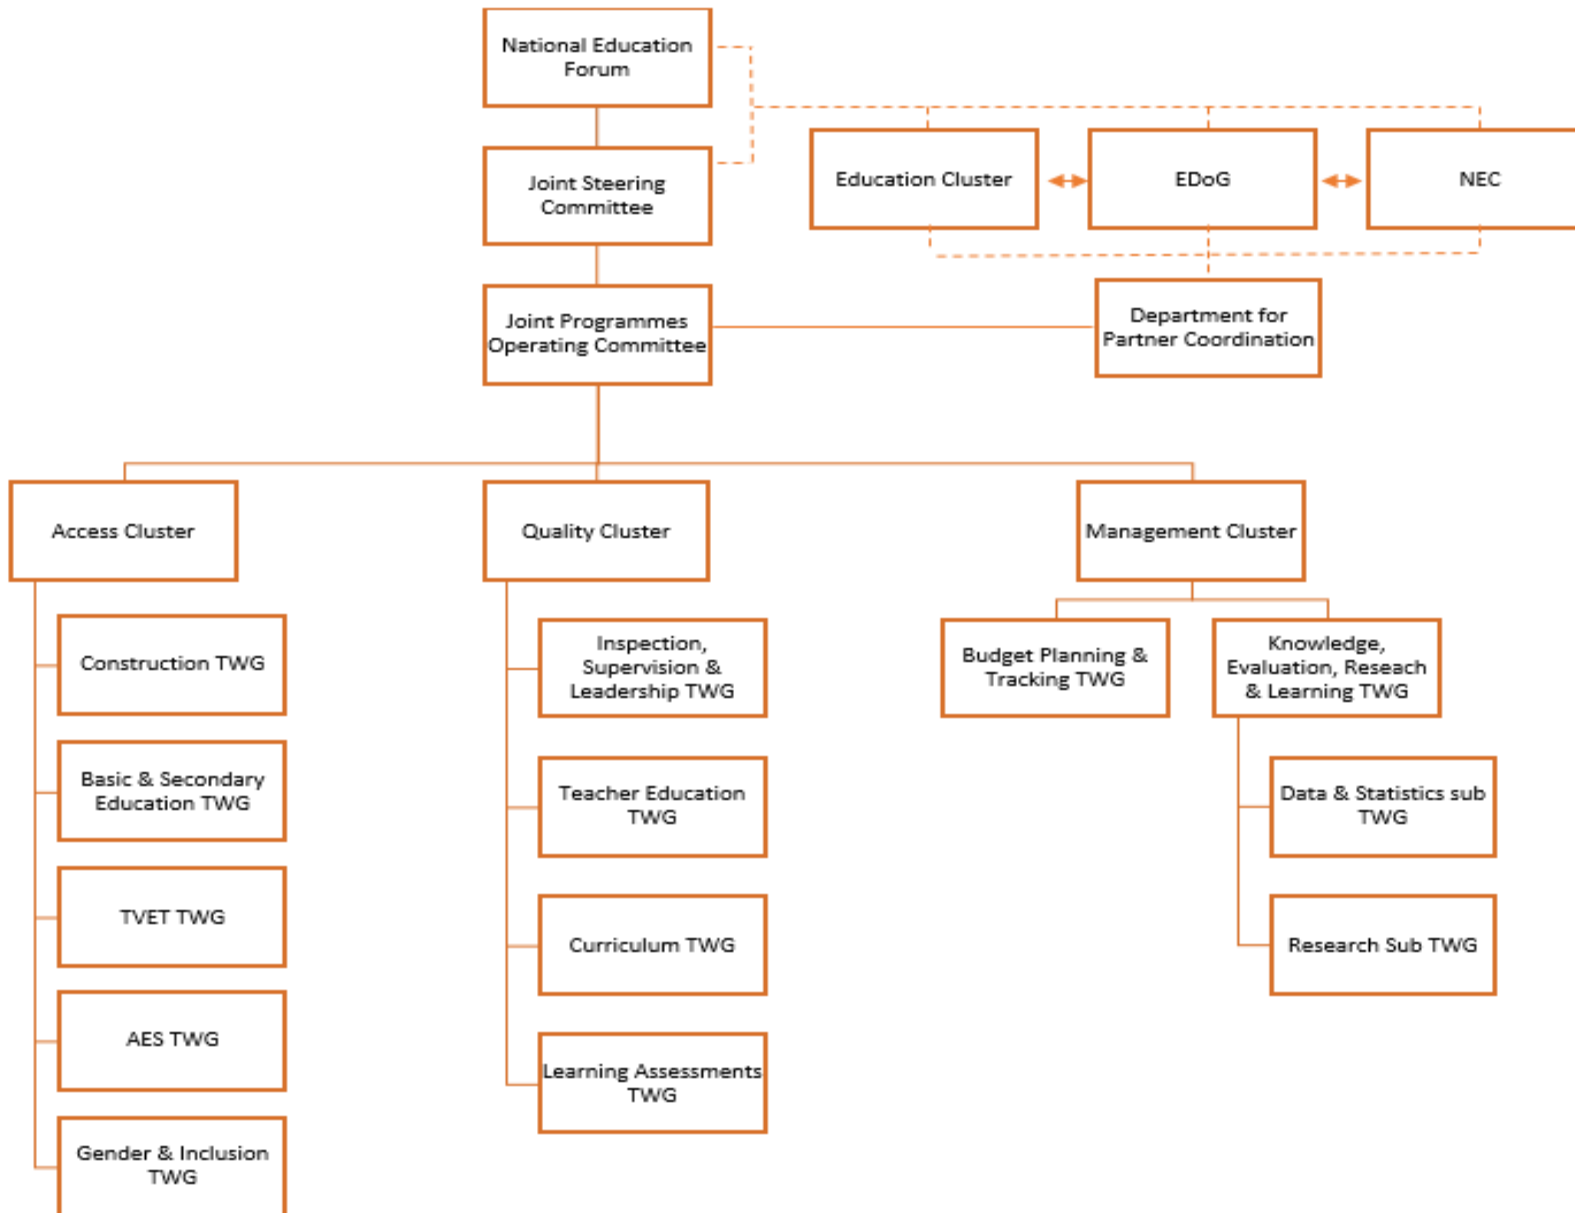 National Education
Forum
Joint Steering
Committee
Education Cluster
EDoG
NEC
Joint Programmes
Operating Committee
Department for
Partner Coordination
Access Cluster
Quality Cluster
Management Cluster
Construction TWG
Basic & Secondary
Education TWG
TVET TWG
AES TWG
Gender & Inclusion
TWG
Inspection,
Supervision &
Leadership TWG
Teacher Education
TWG
Curriculum TWG
Learning Assessments
TWG
Budget Planning &
Tracking TWG
Knowledge,
Evaluation, Reseach
& Learning TWG
Data & Statistics sub
TWG
Research Sub TWG